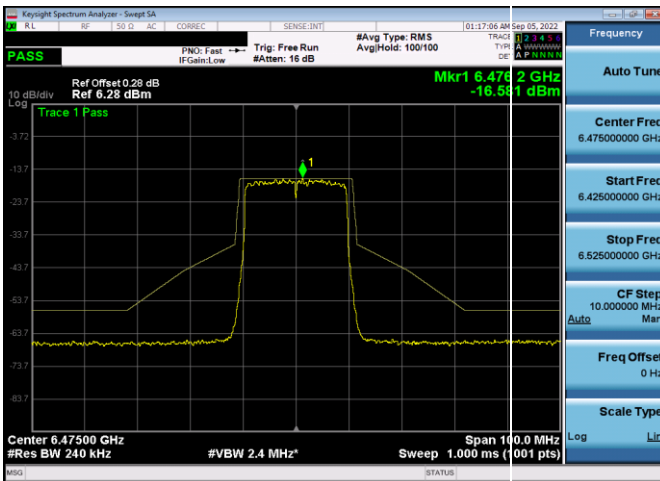 Keysight Spectrum Analyzer - Swept SA
RL RF 50 Ω AC CORREC SENSE:INT 01:17:06 AM Sep 05, 2022
PASS
PNO: Fast
IFGain:Low
Trig: Free Run
#Atten: 16 dB
#Avg Type: RMS
Avg|Hold: 100/100
TRACE 1 2 3 4 5 6
TYPE A WWWWW
DET A P N N N N
Frequency
Mkr1 6.476 2 GHz
-16.581 dBm
Ref Offset 0.28 dB
Ref 6.28 dBm
10 dB/div
Log
Trace 1 Pass
1
-3.72
-13.7
-23.7
-33.7
-43.7
-53.7
-63.7
-73.7
-83.7
Center 6.47500 GHz
#Res BW 240 kHz
#VBW 2.4 MHz*
Span 100.0 MHz
Sweep 1.000 ms (1001 pts)
Auto Tune
Center Freq
6.475000000 GHz
Start Freq
6.425000000 GHz
Stop Freq
6.525000000 GHz
CF Step
10.000000 MHz
Auto Man
Freq Offset
0 Hz
Scale Type
Log Lin
MSG STATUS